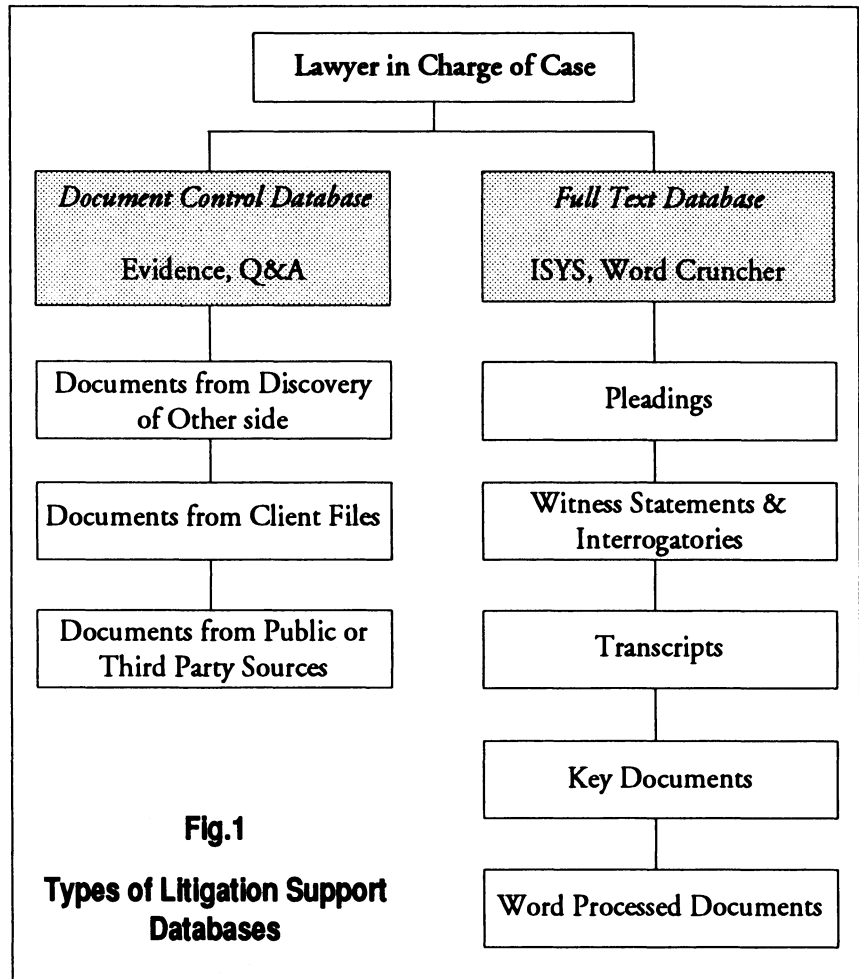 Lawyer in Charge of Case
Document Control Database
Evidence, Q&A
Full Text Database
ISYS, Word Cruncher
Documents from Discovery
of Other side
Documents from Client Files
Documents from Public or
Third Party Sources
Pleadings
Witness Statements &
Interrogatories
Transcripts
Key Documents
Word Processed Documents
Fig.1
Types of Litigation Support
Databases